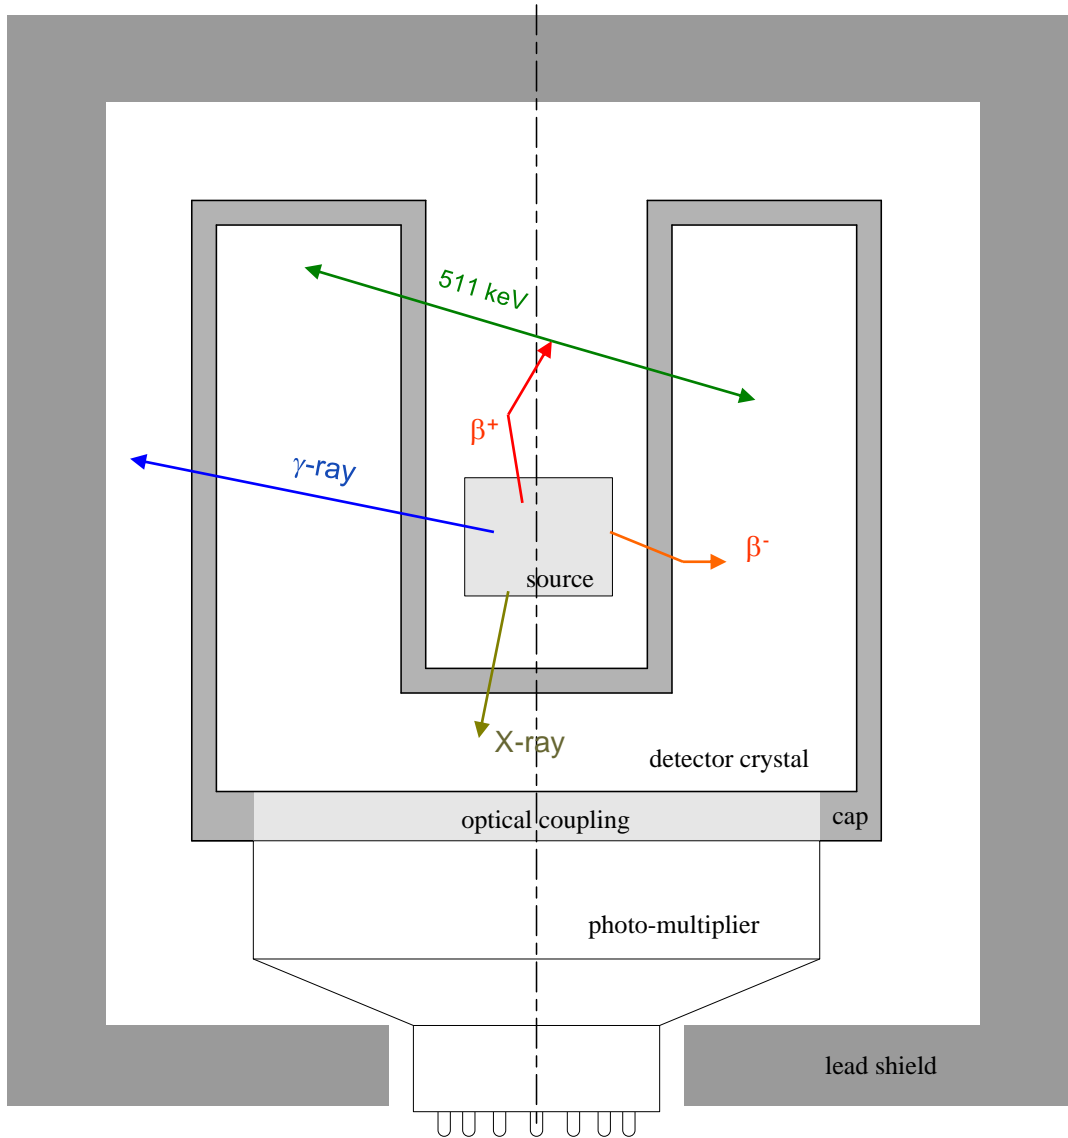 511 keV
β⁺
γ-ray
β⁻
source
X-ray
detector crystal
optical coupling
cap
photo-multiplier
lead shield